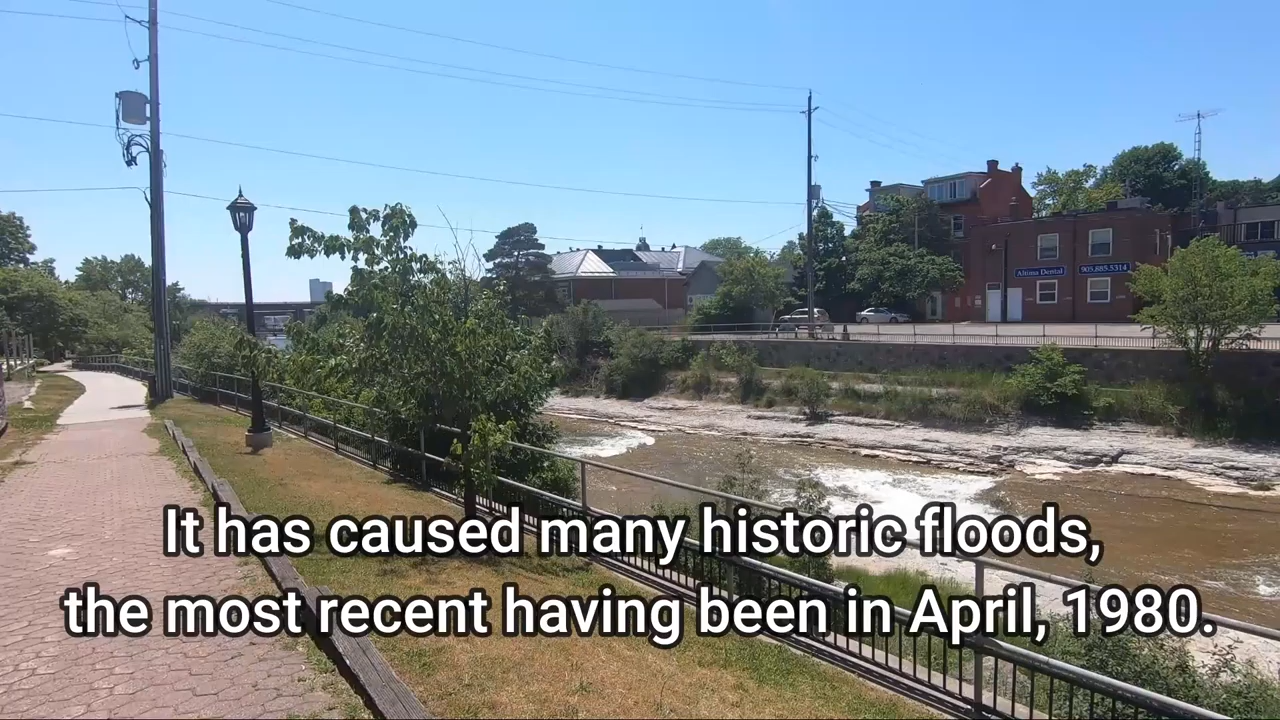 Altima Dental
905.885.5314
It has caused many historic floods,
the most recent having been in April, 1980.